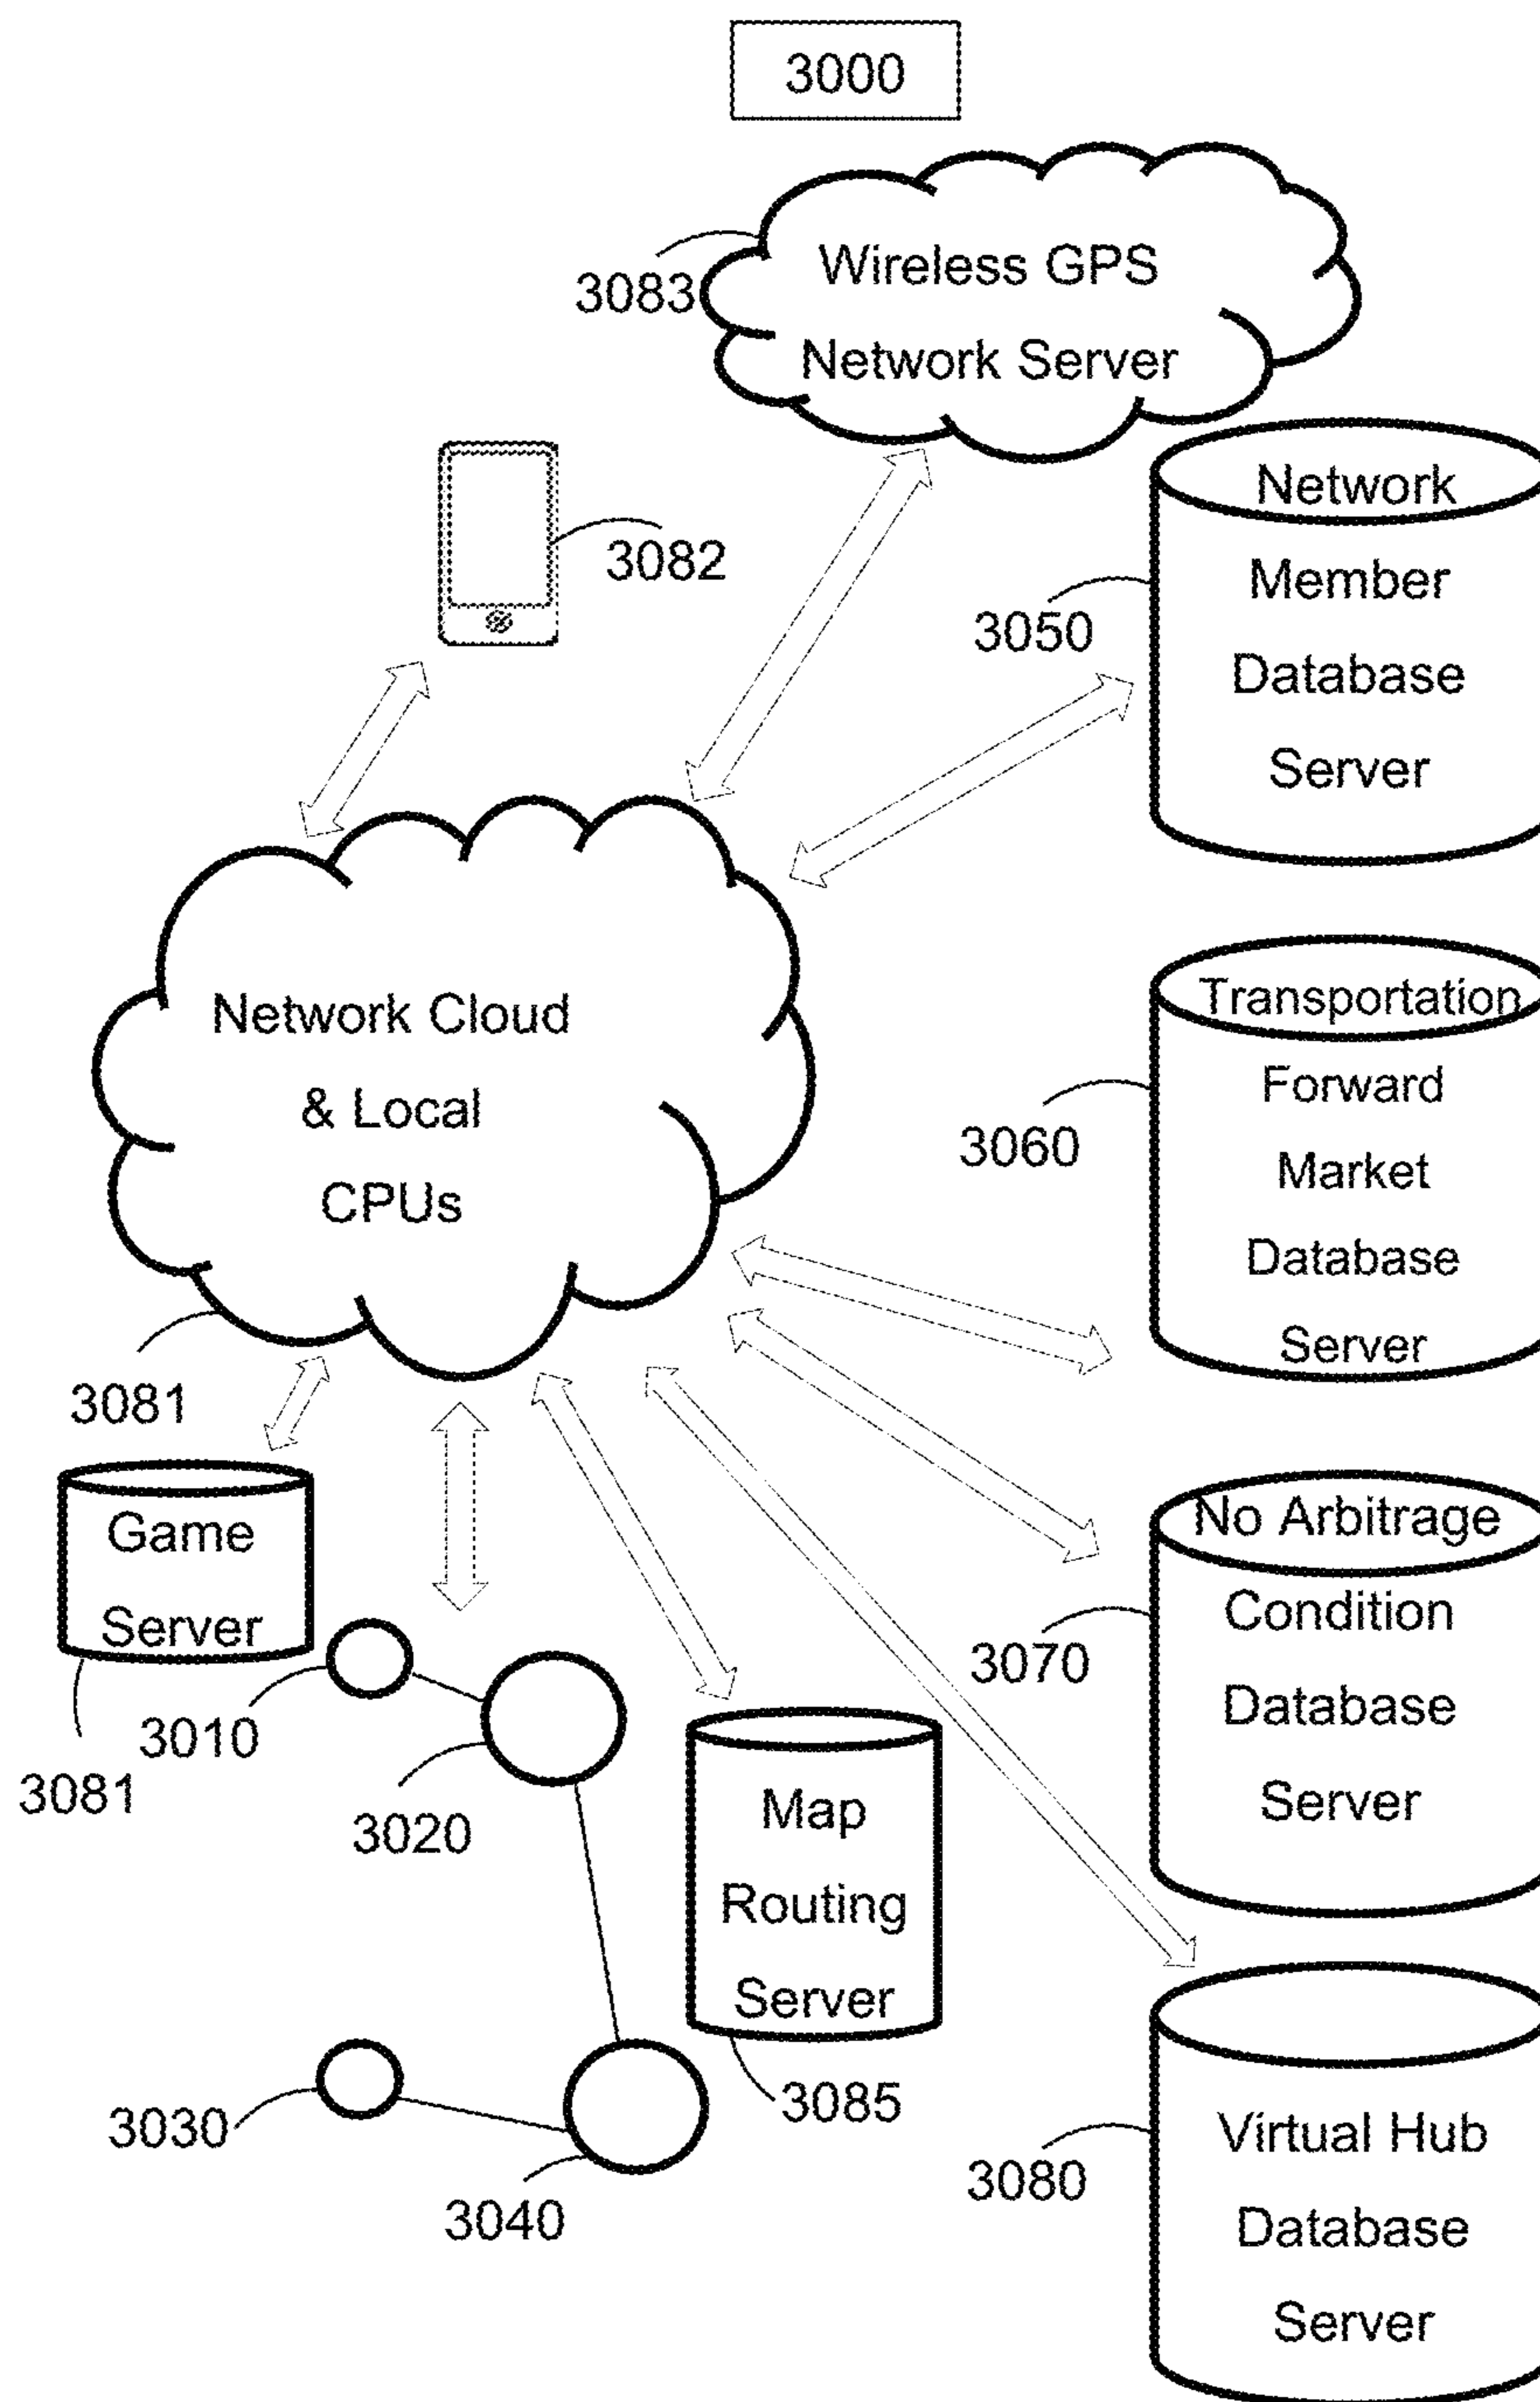 3000
Wireless GPS
Network Server
3083
3082
Network
Member
Database
Server
3050
Network Cloud
& Local
CPUs
3081
Transportation
Forward
Market
Database
Server
3060
Game
Server
3081
3010
3020
3030
3040
Map
Routing
Server
3085
No Arbitrage
Condition
Database
Server
3070
Virtual Hub
Database
Server
3080